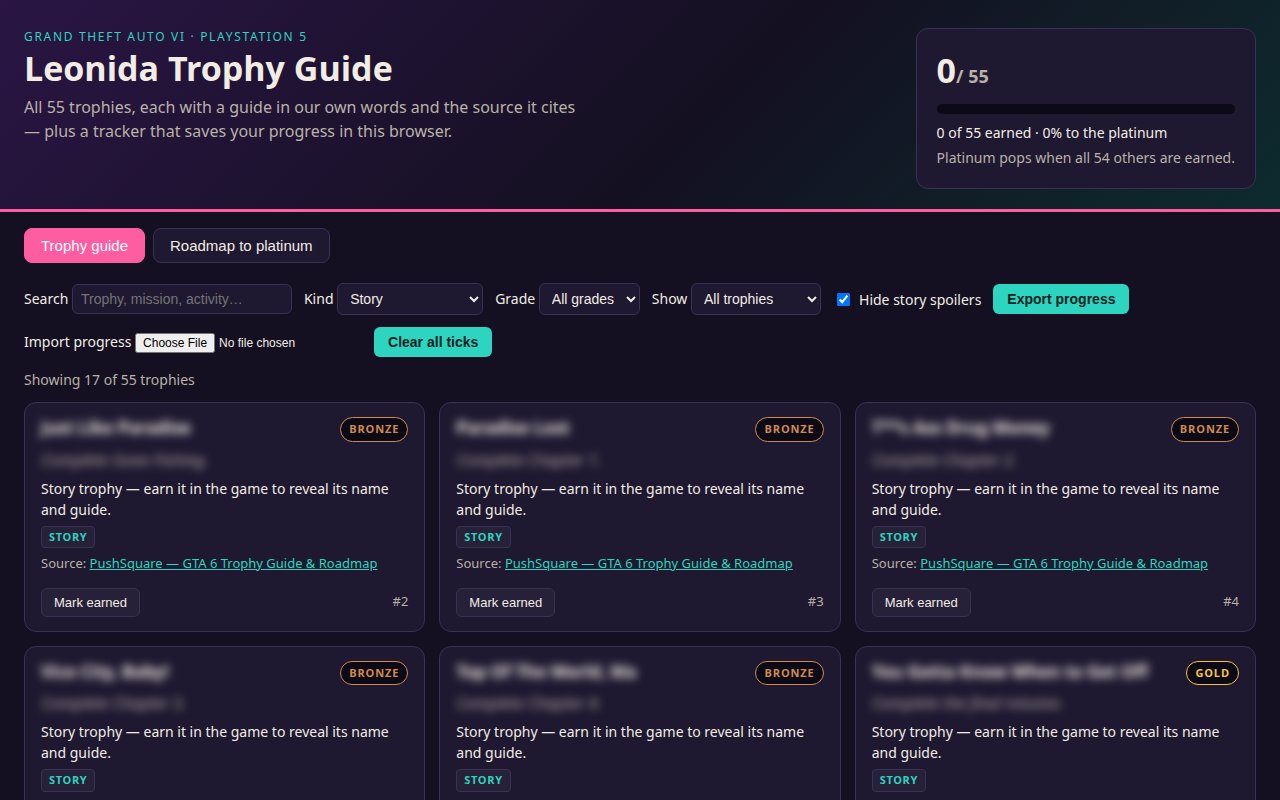 GRAND THEFT AUTO VI · PLAYSTATION 5
Leonida Trophy Guide
All 55 trophies, each with a guide in our own words and the source it cites
— plus a tracker that saves your progress in this browser.
0/ 55
0 of 55 earned · 0% to the platinum
Platinum pops when all 54 others are earned.
Trophy guide
Roadmap to platinum
Search Trophy, mission, activity… Kind Story Grade All grades Show All trophies Hide story spoilers Export progress
Import progress Choose File No file chosen Clear all ticks
Showing 17 of 55 trophies
BRONZE
Story trophy — earn it in the game to reveal its name
and guide.
STORY
Source: PushSquare — GTA 6 Trophy Guide & Roadmap
Mark earned #2
BRONZE
Story trophy — earn it in the game to reveal its name
and guide.
STORY
Source: PushSquare — GTA 6 Trophy Guide & Roadmap
Mark earned #3
BRONZE
Story trophy — earn it in the game to reveal its name
and guide.
STORY
Source: PushSquare — GTA 6 Trophy Guide & Roadmap
Mark earned #4
BRONZE
Story trophy — earn it in the game to reveal its name
and guide.
STORY
BRONZE
Story trophy — earn it in the game to reveal its name
and guide.
STORY
GOLD
Story trophy — earn it in the game to reveal its name
and guide.
STORY